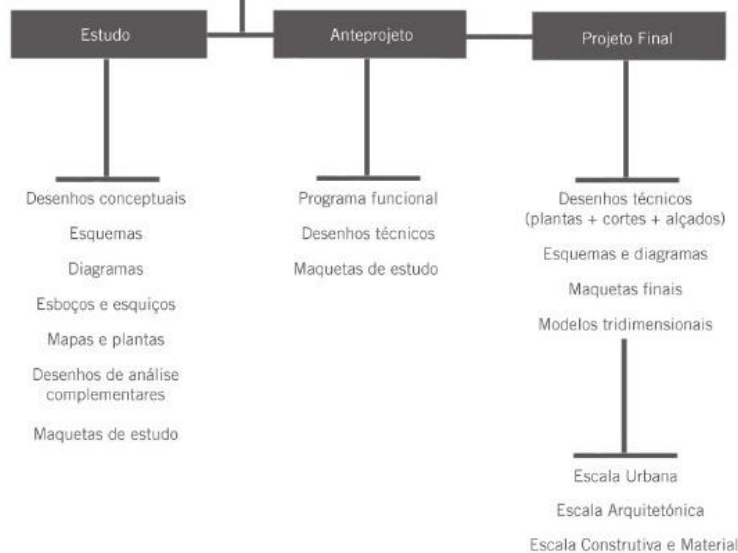 Estudo
Anteprojeto
Projeto Final
Desenhos conceptuais
Esquemas
Diagramas
Esboços e esquiços
Mapas e plantas
Desenhos de análise
complementares
Maquetas de estudo
Programa funcional
Desenhos técnicos
Maquetas de estudo
Desenhos técnicos
(plantas + cortes + alçados)
Esquemas e diagramas
Maquetas finais
Modelos tridimensionais
Escala Urbana
Escala Arquitetónica
Escala Construtiva e Material